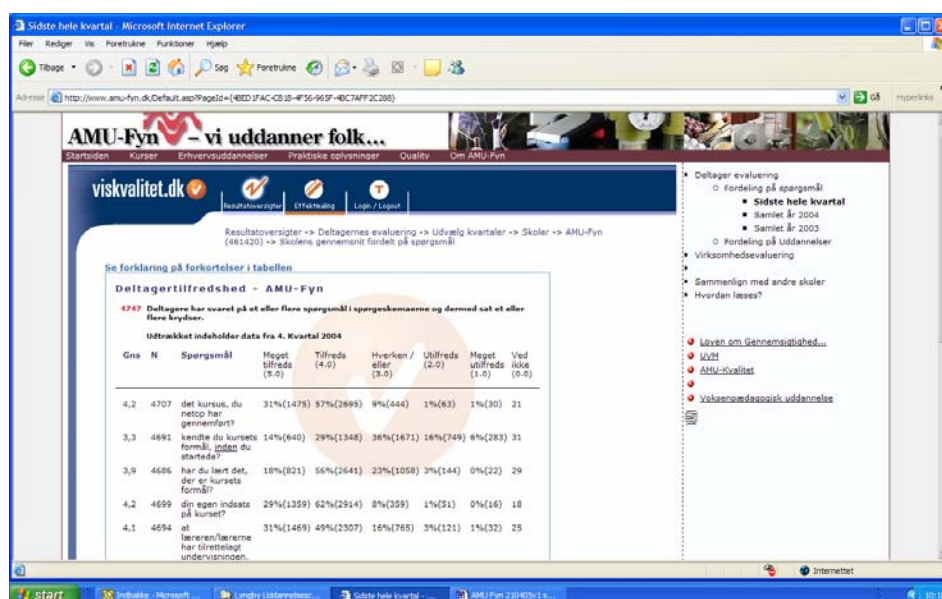 Sidste hele kvartal - Microsoft Internet Explorer
Filer Rediger Vis Foretrukne Funktioner Hjælp
Tilbage Søg Foretrukne
Adresse http://www.amu-fyn.dk/Default.asp?PageId={4BED1FAC-CB1B-4F56-965F-4BC7AFF2C288} Gå Hyperlinks
AMU-Fyn – vi uddanner folk...
Startsiden Kurser Erhvervsuddannelser Praktiske oplysninger Quality Om AMU-Fyn
viskvalitet.dk
Resultatoversigter Effektmåling Login / Logout
Resultatoversigter -> Deltagernes evaluering -> Udvælg kvartaler -> Skoler -> AMU-Fyn
(461420) -> Skolens gennemsnit fordelt på spørgsmål
Se forklaring på forkortelser i tabellen
Deltagertilfredshed - AMU-Fyn
4747 Deltagere har svaret på et eller flere spørgsmål i spørgeskemaerne og dermed sat et eller
flere krydser.
Udtrækket indeholder data fra 4. Kvartal 2004
Gns N Spørgsmål Meget tilfreds (5.0) Tilfreds (4.0) Hverken / eller (3.0) Utilfreds (2.0) Meget utilfreds (1.0) Ved ikke (0.0)
4,2 4707 det kursus, du 31%(1475) 57%(2695) 9%(444) 1%(63) 1%(30) 21
netop har
gennemført?
3,3 4691 kendte du kursets 14%(640) 29%(1348) 36%(1671) 16%(749) 6%(283) 31
formål, inden du
startede?
3,9 4686 har du lært det, 18%(821) 56%(2641) 23%(1058) 3%(144) 0%(22) 29
der er kursets
formål?
4,2 4699 din egen indsats 29%(1359) 62%(2914) 8%(359) 1%(51) 0%(16) 18
på kurset?
4,1 4694 at 31%(1469) 49%(2307) 16%(765) 3%(121) 1%(32) 25
læreren/lærerne
har tilrettelagt
undervisningen,
Deltager evaluering
Fordeling på spørgsmål
Sidste hele kvartal
Samlet år 2004
Samlet år 2003
Fordeling på Uddannelser
Virksomhedsevaluering
Sammenlign med andre skoler
Hvordan læses?
Loven om Gennemsigtighed...
UVM
AMU-Kvalitet
Voksenpædagogisk uddannelse
Internettet
start Indbakke - Microsoft ... Lyngby Uddannelsesc... Sidste hele kvartal - ... AMU Fyn 210405v1.s...